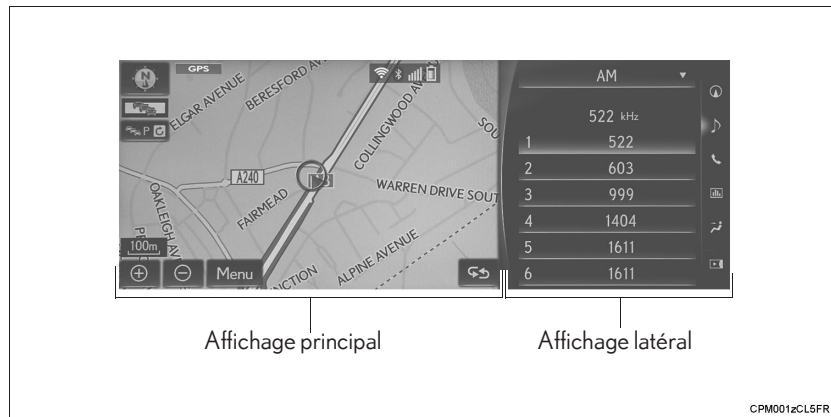 N
GPS
ELGAR AVENUE
BERESFORD AV
COLLINGWOOD AVE
SOU
P
A240
WARREN DRIVE SOUT
FAIRMEAD
OAKLEIGH AV
100m
ALPINE AVENUE
NCTION
Menu
AM
522 kHz
1 522
2 603
3 999
4 1404
5 1611
6 1611
Affichage principal
Affichage latéral
CPM001zCL5FR